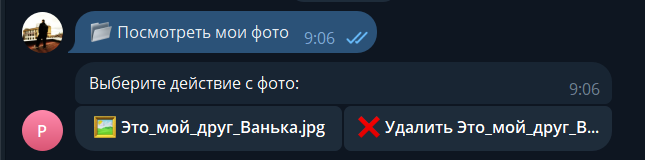 📂 Посмотреть мои фото 9:06
Выберите действие с фото:
9:06
P 🖼 Это_мой_друг_Ванька.jpg ❌ Удалить Это_мой_друг_В...